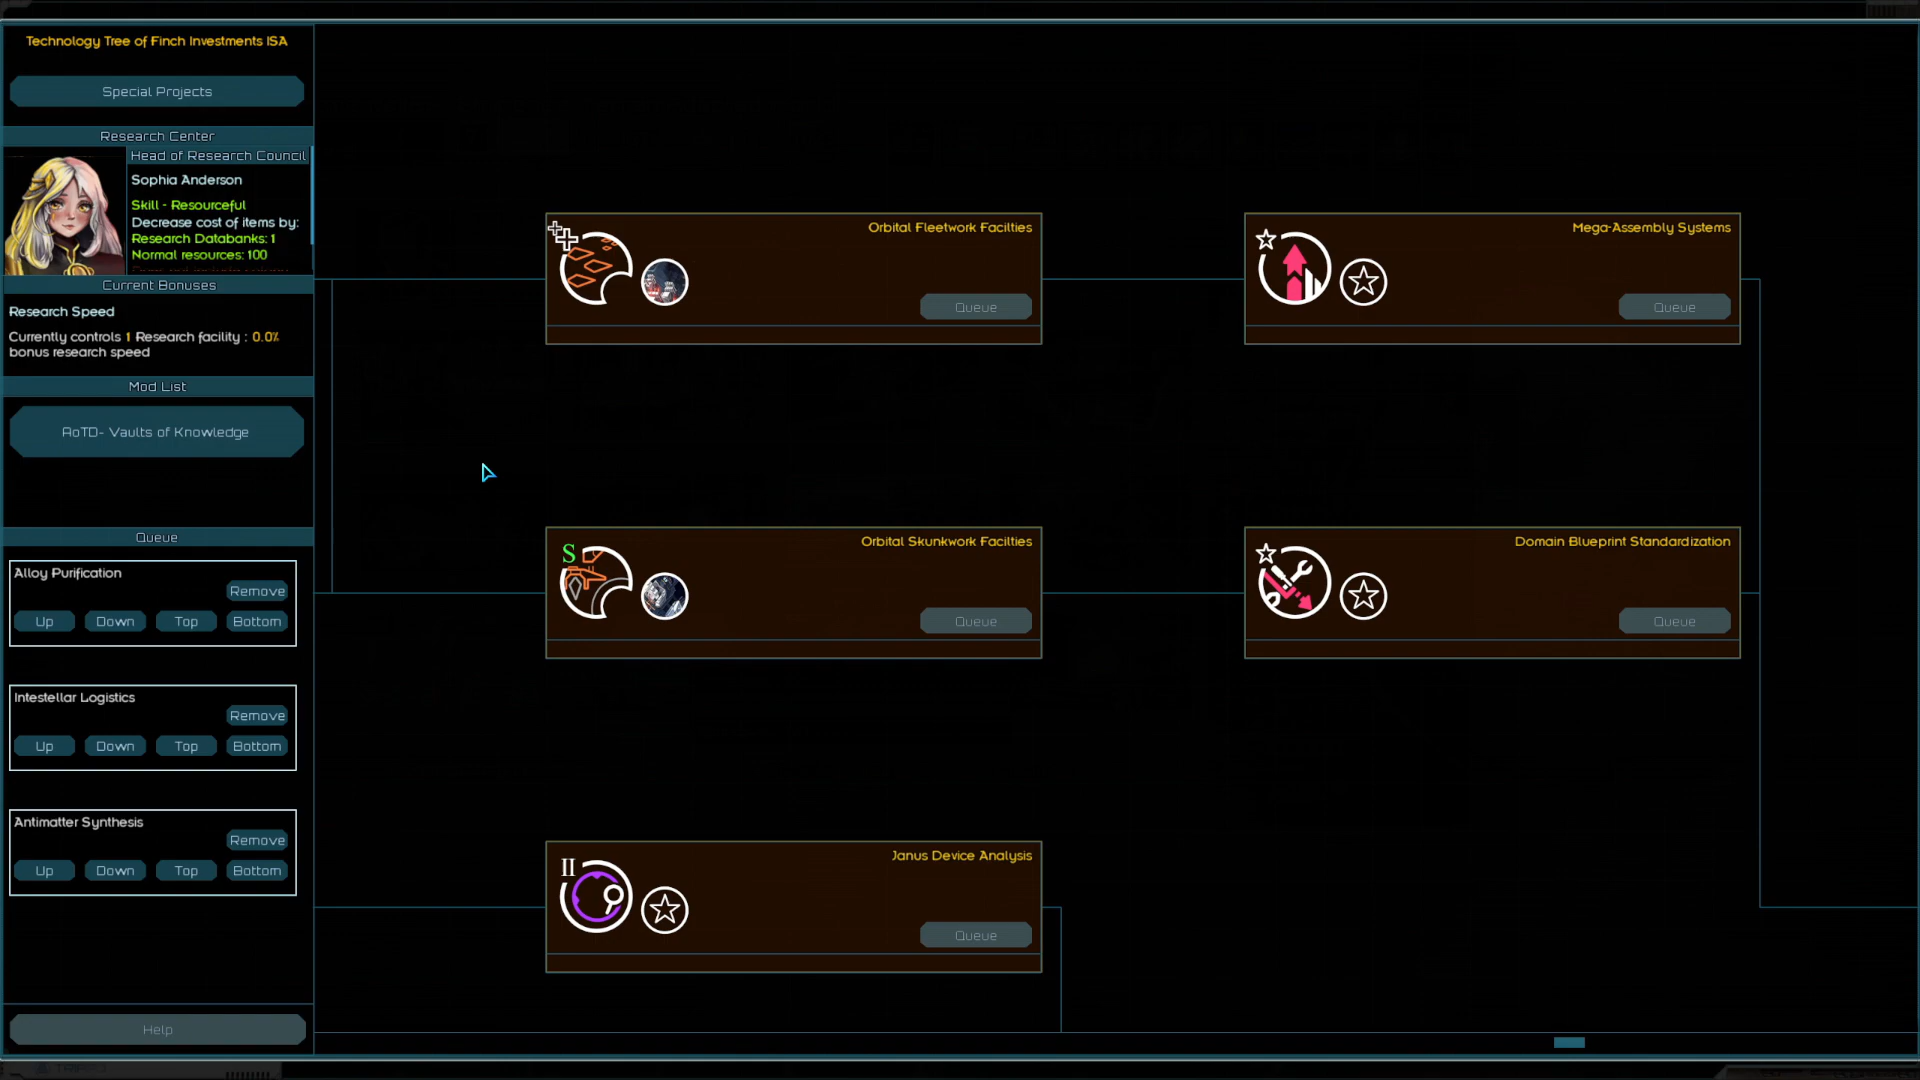 Technology Tree of Finch Investments ISA
Special Projects
Research Center
Head of Research Council
Sophia Anderson
Skill - Resourceful
Decrease cost of items by:
Research Databanks: 1
Normal resources: 100
Current Bonuses
Research Speed
Currently controls 1 Research facility : 0.0%
bonus research speed
Mod List
AoTD- Vaults of Knowledge
Queue
Alloy Purification
Remove
Up Down Top Bottom
Intestellar Logistics
Remove
Up Down Top Bottom
Antimatter Synthesis
Remove
Up Down Top Bottom
Help
Orbital Fleetwork Facilties
Queue
Mega-Assembly Systems
Queue
S
Orbital Skunkwork Facilties
Queue
Domain Blueprint Standardization
Queue
II
Janus Device Analysis
Queue